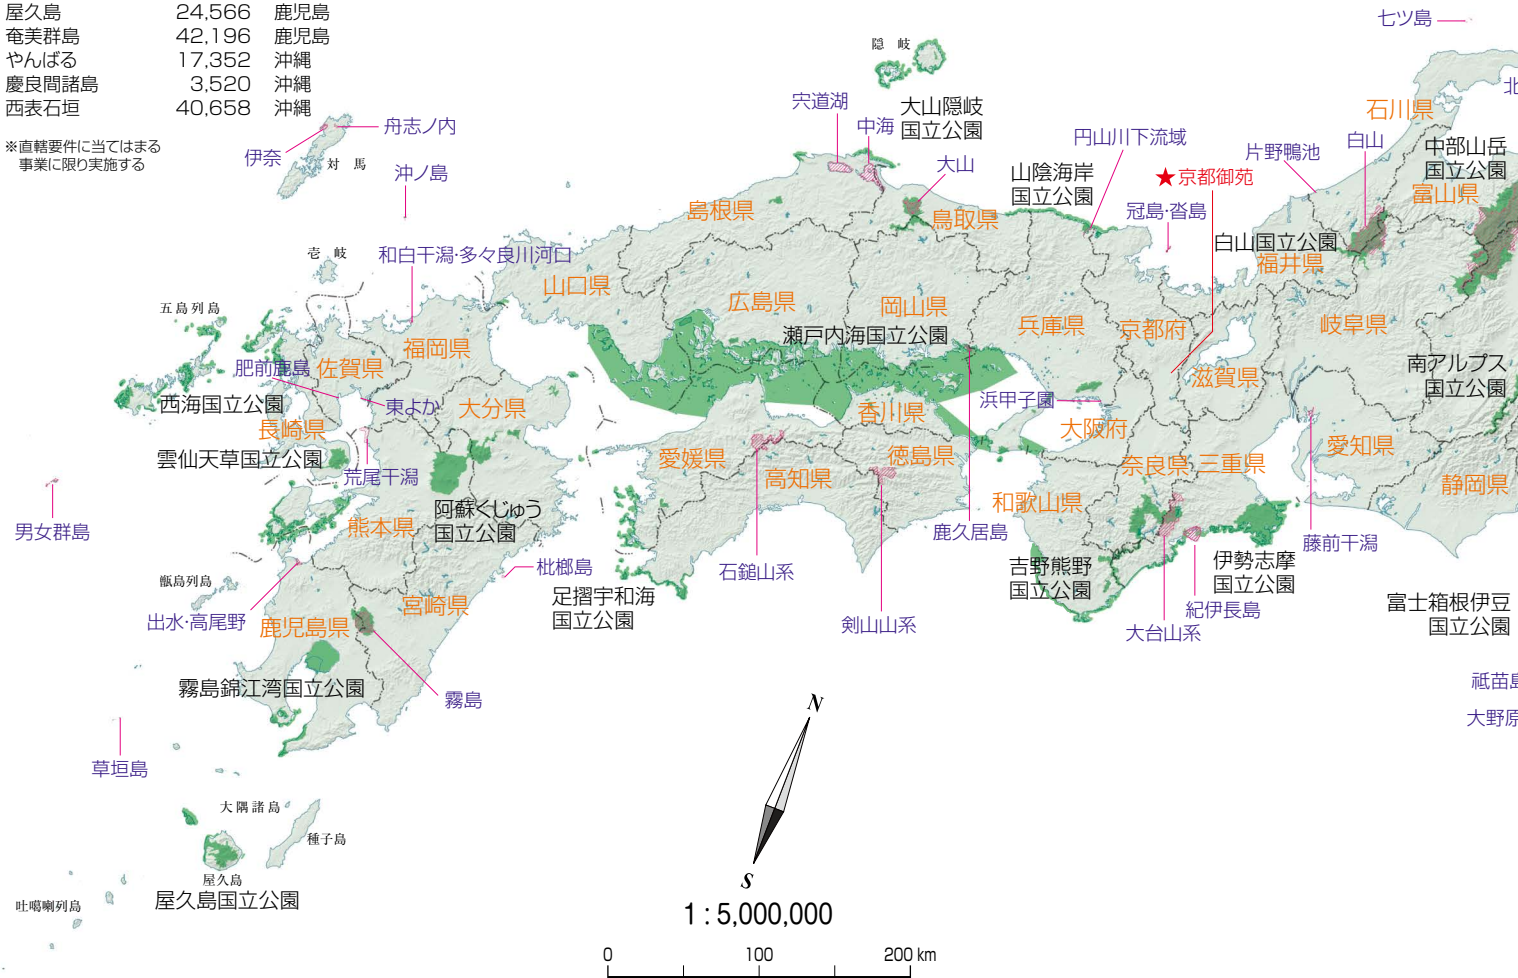 屋久島 24,566 鹿児島
奄美群島 42,196 鹿児島
やんばる 17,352 沖縄
慶良間諸島 3,520 沖縄
西表石垣 40,658 沖縄
※直轄要件に当てはまる
事業に限り実施する
七ツ島
北
隠 岐
宍道湖
中海
大山隠岐
国立公園
大山
石川県
円山川下流域
片野鴨池
白山
中部山岳
国立公園
富山県
舟志ノ内
伊奈
対 馬
沖ノ島
山陰海岸
国立公園
★京都御苑
冠島・沓島
島根県
鳥取県
白山国立公園
福井県
壱 岐
和白干潟・多々良川河口
山口県
広島県
岡山県
五島列島
瀬戸内海国立公園
兵庫県
京都府
岐阜県
福岡県
佐賀県
肥前鹿島
滋賀県
南アルプス
国立公園
西海国立公園
東よか
大分県
香川県
浜甲子園
大阪府
長崎県
愛知県
雲仙天草国立公園
荒尾干潟
愛媛県
高知県
徳島県
奈良県
三重県
静岡県
和歌山県
男女群島
熊本県
阿蘇くじゅう
国立公園
鹿久居島
藤前干潟
甑島列島
枇榔島
石鎚山系
吉野熊野
国立公園
伊勢志摩
国立公園
足摺宇和海
国立公園
宮崎県
出水・高尾野
鹿児島県
剣山山系
大台山系
紀伊長島
富士箱根伊豆
国立公園
霧島錦江湾国立公園
霧島
祗苗島
大野原
草垣島
N
S
大隅諸島
種子島
屋久島
屋久島国立公園
吐噶喇列島
1 : 5,000,000
0 100 200 km